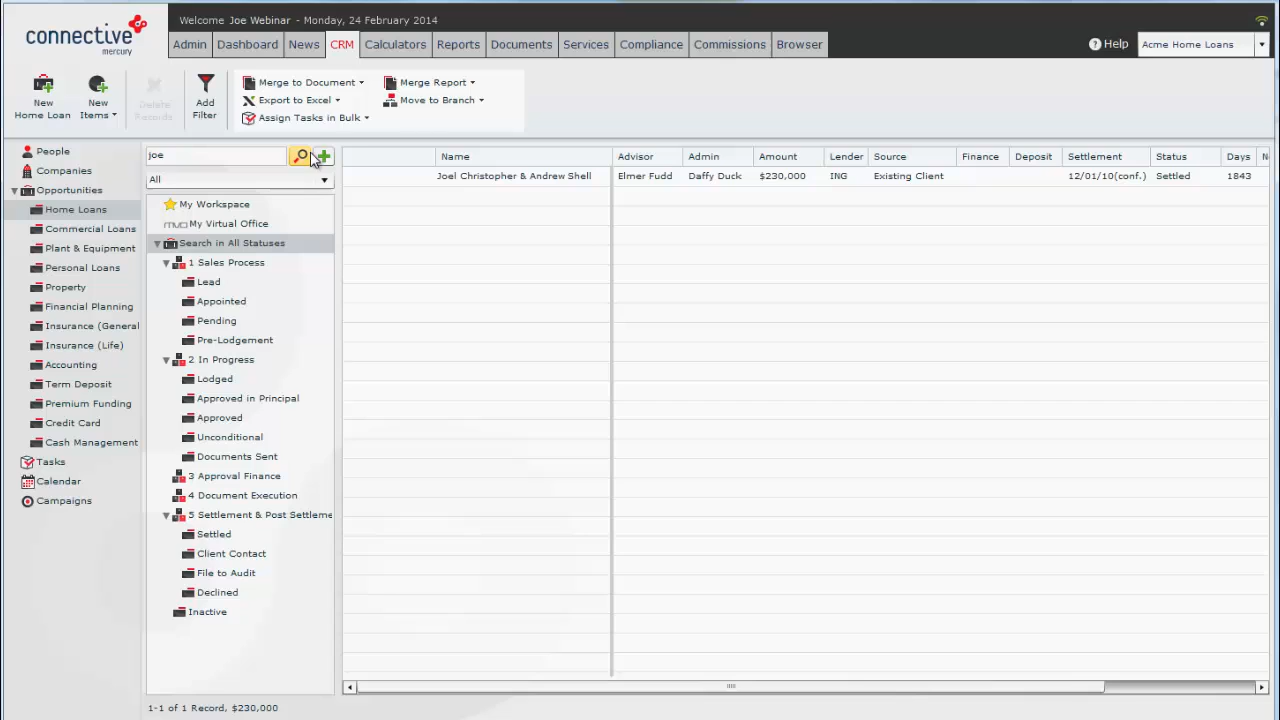 connective
mercury
Welcome Joe Webinar - Monday, 24 February 2014
Admin Dashboard News CRM Calculators Reports Documents Services Compliance Commissions Browser
? Help
Acme Home Loans
New Home Loan
New Items
Delete Records
Add Filter
Merge to Document
Export to Excel
Assign Tasks in Bulk
Merge Report
Move to Branch
People
Companies
Opportunities
Home Loans
Commercial Loans
Plant & Equipment
Personal Loans
Property
Financial Planning
Insurance (General
Insurance (Life)
Accounting
Term Deposit
Premium Funding
Credit Card
Cash Management
Tasks
Calendar
Campaigns
joe
All
My Workspace
mvo My Virtual Office
Search in All Statuses
1 Sales Process
Lead
Appointed
Pending
Pre-Lodgement
2 In Progress
Lodged
Approved in Principal
Approved
Unconditional
Documents Sent
3 Approval Finance
4 Document Execution
5 Settlement & Post Settleme
Settled
Client Contact
File to Audit
Declined
Inactive
Name Advisor Admin Amount Lender Source Finance Deposit Settlement Status Days
Joel Christopher & Andrew Shell Elmer Fudd Daffy Duck $230,000 ING Existing Client 12/01/10(conf.) Settled 1843
1-1 of 1 Record, $230,000